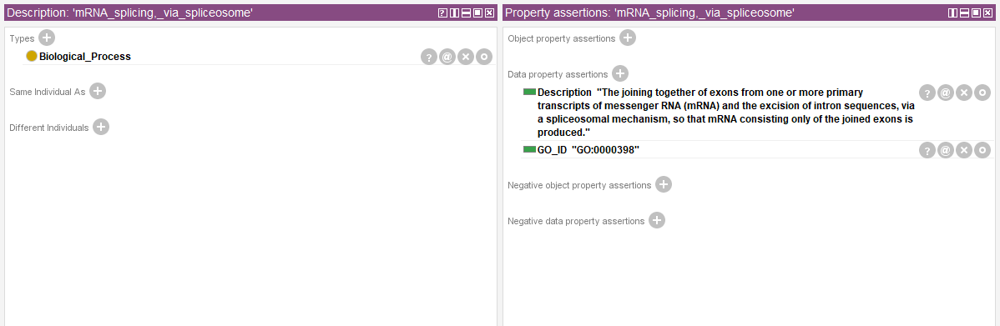 Description: 'mRNA_splicing,_via_spliceosome'
Types
Biological_Process
Same Individual As
Different Individuals
Property assertions: 'mRNA_splicing,_via_spliceosome'
Object property assertions
Data property assertions
Description "The joining together of exons from one or more primary
transcripts of messenger RNA (mRNA) and the excision of intron sequences, via
a spliceosomal mechanism, so that mRNA consisting only of the joined exons is
produced."
GO_ID "GO:0000398"
Negative object property assertions
Negative data property assertions